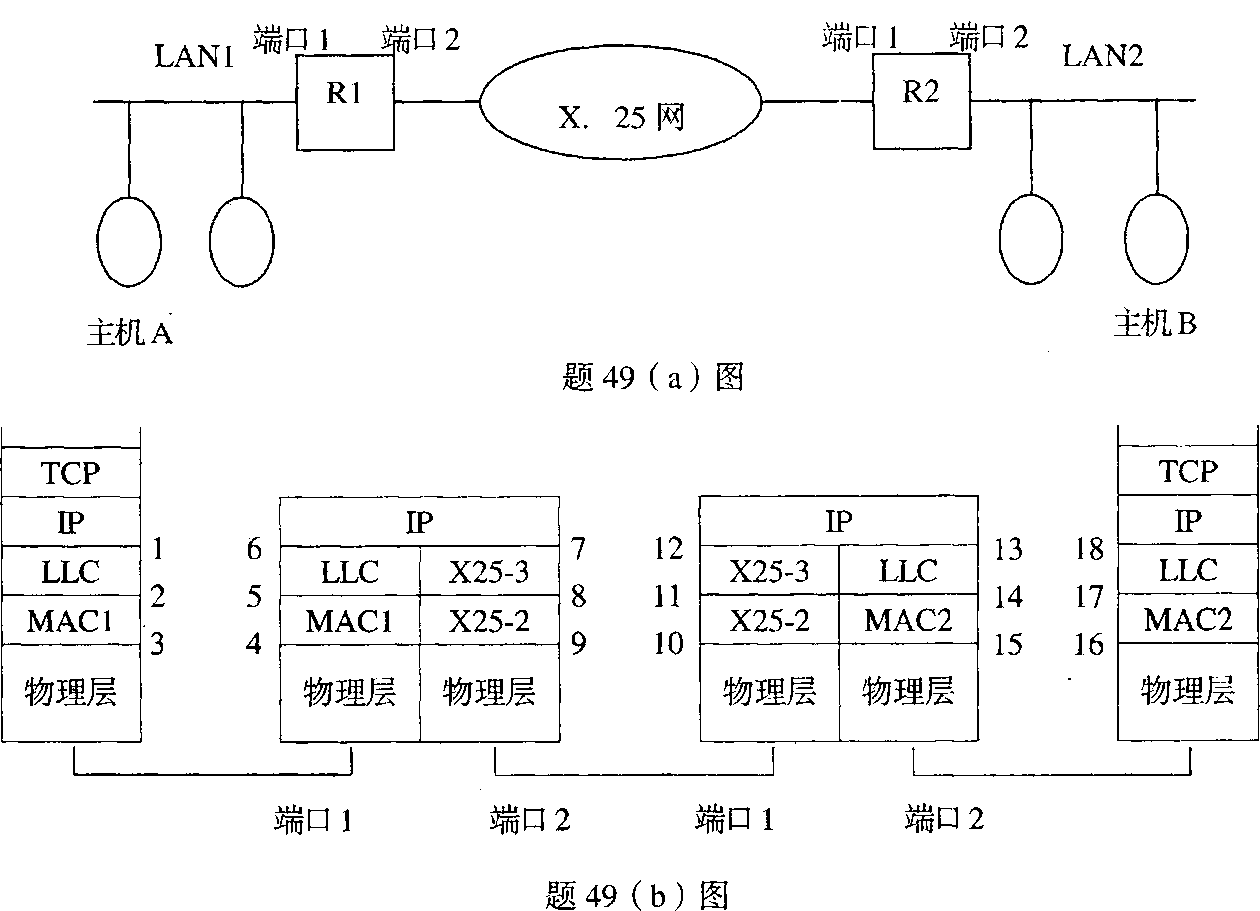 端口 1 端口 2 端口 1 端口 2
LAN1 LAN2
R1 X. 25 网 R2
主机 A 主机 B
题 49（a）图
TCP TCP
IP IP IP IP
1 6 7 12 13 18
LLC LLC X25-3 X25-3 LLC LLC
2 5 8 11 14 17
MAC1 MAC1 X25-2 X25-2 MAC2 MAC2
3 4 9 10 15 16
物理层 物理层 物理层 物理层 物理层 物理层
端口 1 端口 2 端口 1 端口 2
题 49（b）图